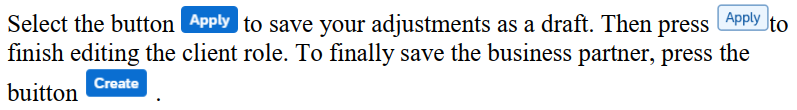 Select the button Apply to save your adjustments as a draft. Then press Apply to
finish editing the client role. To finally save the business partner, press the
buitton Create .